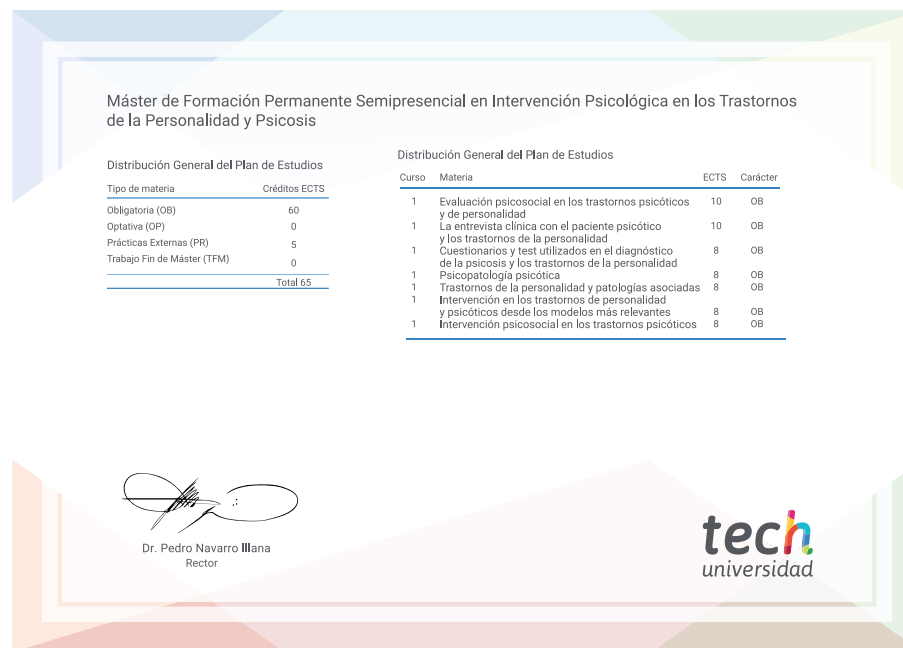 Máster de Formación Permanente Semipresencial en Intervención Psicológica en los Trastornos
de la Personalidad y Psicosis
Distribución General del Plan de Estudios
Tipo de materia Créditos ECTS
Obligatoria (OB) 60
Optativa (OP) 0
Prácticas Externas (PR) 5
Trabajo Fin de Máster (TFM) 0
Total 65
Distribución General del Plan de Estudios
Curso Materia ECTS Carácter
1 Evaluación psicosocial en los trastornos psicóticos 10 OB
y de personalidad
1 La entrevista clínica con el paciente psicótico 10 OB
y los trastornos de la personalidad
1 Cuestionarios y test utilizados en el diagnóstico 8 OB
de la psicosis y los trastornos de la personalidad
1 Psicopatología psicótica 8 OB
1 Trastornos de la personalidad y patologías asociadas 8 OB
1 Intervención en los trastornos de personalidad
y psicóticos desde los modelos más relevantes 8 OB
1 Intervención psicosocial en los trastornos psicóticos 8 OB
Dr. Pedro Navarro Illana
Rector
tech
universidad